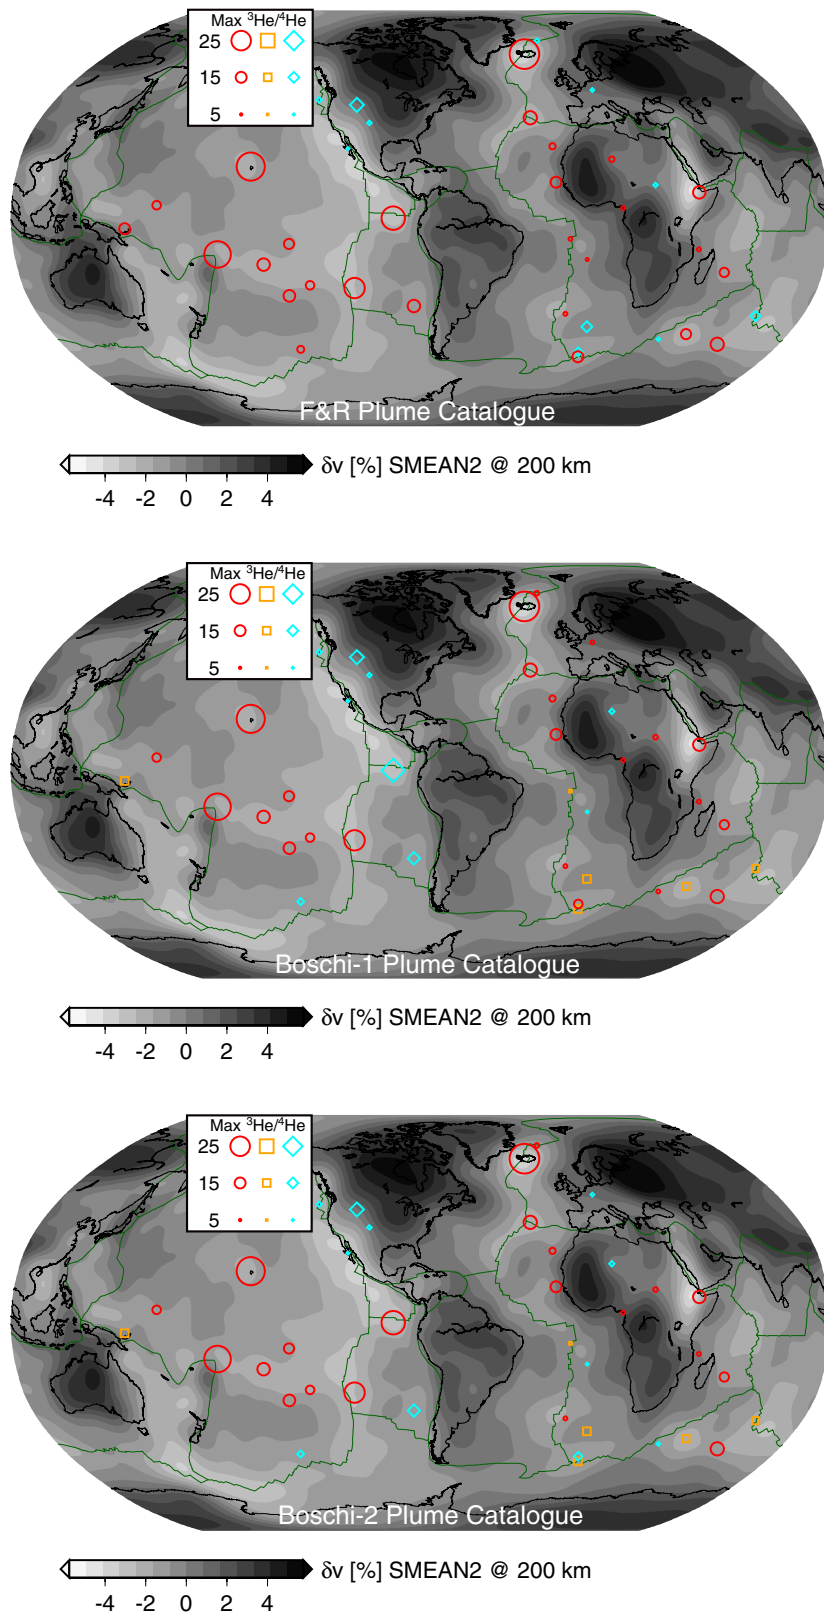 Max ³He/⁴He
25
15
5
F&R Plume Catalogue
δv [%] SMEAN2 @ 200 km
-4 -2 0 2 4
Max ³He/⁴He
25
15
5
Boschi-1 Plume Catalogue
δv [%] SMEAN2 @ 200 km
-4 -2 0 2 4
Max ³He/⁴He
25
15
5
Boschi-2 Plume Catalogue
δv [%] SMEAN2 @ 200 km
-4 -2 0 2 4